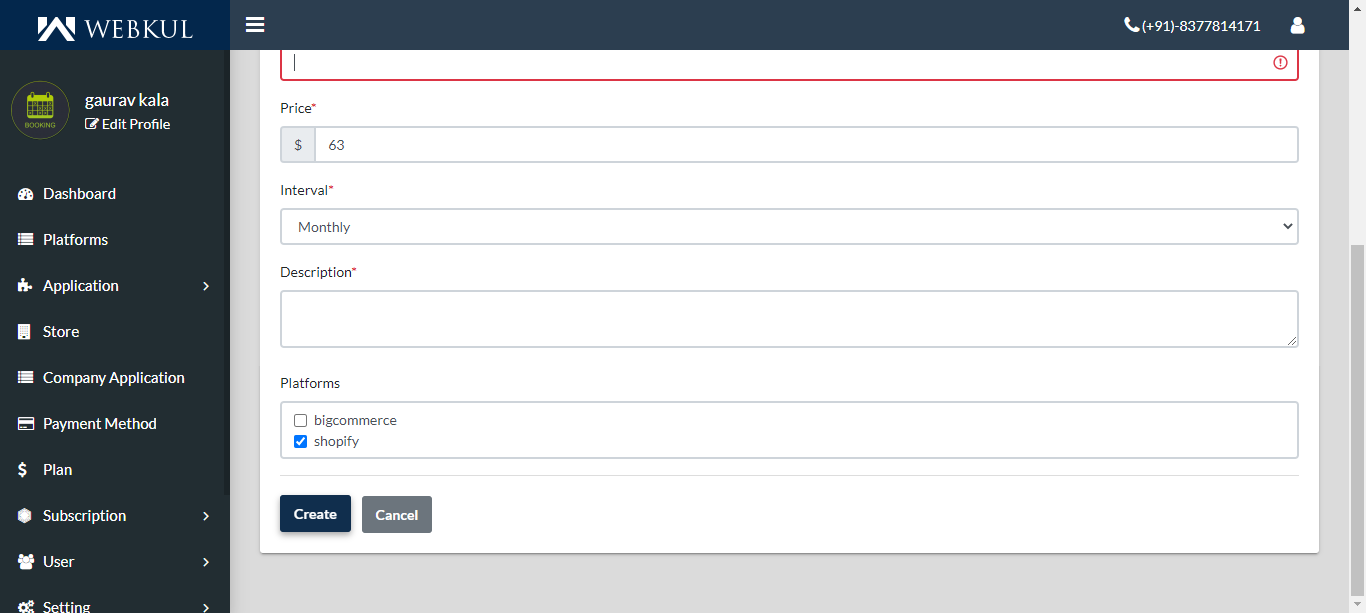 WEBKUL
(+91)-8377814171
BOOKING
gaurav kala
Edit Profile
Dashboard
Platforms
Application
Store
Company Application
Payment Method
$ Plan
Subscription
User
Setting
Price*
$ 63
Interval*
Monthly
Description*
Platforms
bigcommerce
shopify
Create Cancel